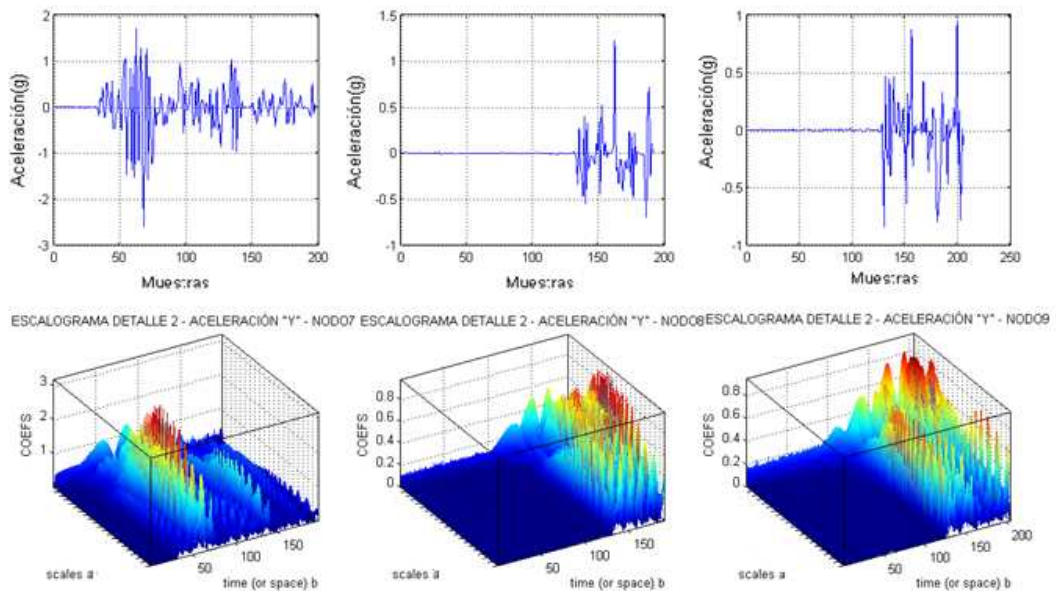 2
1
0
-1
-2
-3
Aceleración(g)
0 50 100 150 200
Muestras
1.5
1
0.5
0
-0.5
-1
Aceleración(g)
0 50 100 150 200
Muestras
1
0.5
0
-0.5
-1
Aceleración(g)
0 50 100 150 200 250
Muestras
ESCALOGRAMA DETALLE 2 - ACELERACIÓN "Y" - NODO7
ESCALOGRAMA DETALLE 2 - ACELERACIÓN "Y" - NODO8
ESCALOGRAMA DETALLE 2 - ACELERACIÓN "Y" - NODO9
3
2
1
COEFS
50 100 150
scales a
time (or space) b
0.8
0.6
0.4
0.2
0
COEFS
50 100 150
scales a
time (or space) b
0.8
0.6
0.4
0.2
0
COEFS
50 100 150 200
scales a
time (or space) b